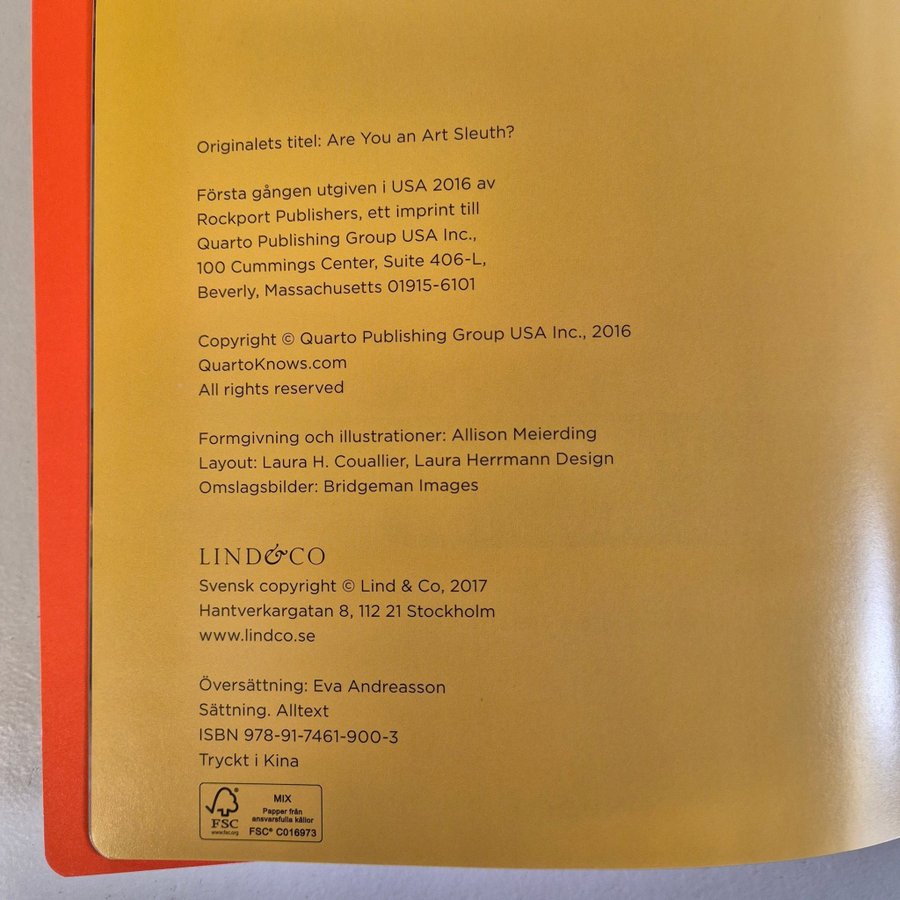 Originalets titel: Are You an Art Sleuth?
Första gången utgiven i USA 2016 av
Rockport Publishers, ett imprint till
Quarto Publishing Group USA Inc.,
100 Cummings Center, Suite 406-L,
Beverly, Massachusetts 01915-6101
Copyright © Quarto Publishing Group USA Inc., 2016
QuartoKnows.com
All rights reserved
Formgivning och illustrationer: Allison Meierding
Layout: Laura H. Couallier, Laura Herrmann Design
Omslagsbilder: Bridgeman Images
LIND&CO
Svensk copyright © Lind & Co, 2017
Hantverkargatan 8, 112 21 Stockholm
www.lindco.se
Översättning: Eva Andreasson
Sättning. Alltext
ISBN 978-91-7461-900-3
Tryckt i Kina
FSC
www.fsc.org
MIX
Papper från
ansvarsfulla källor
FSC® C016973